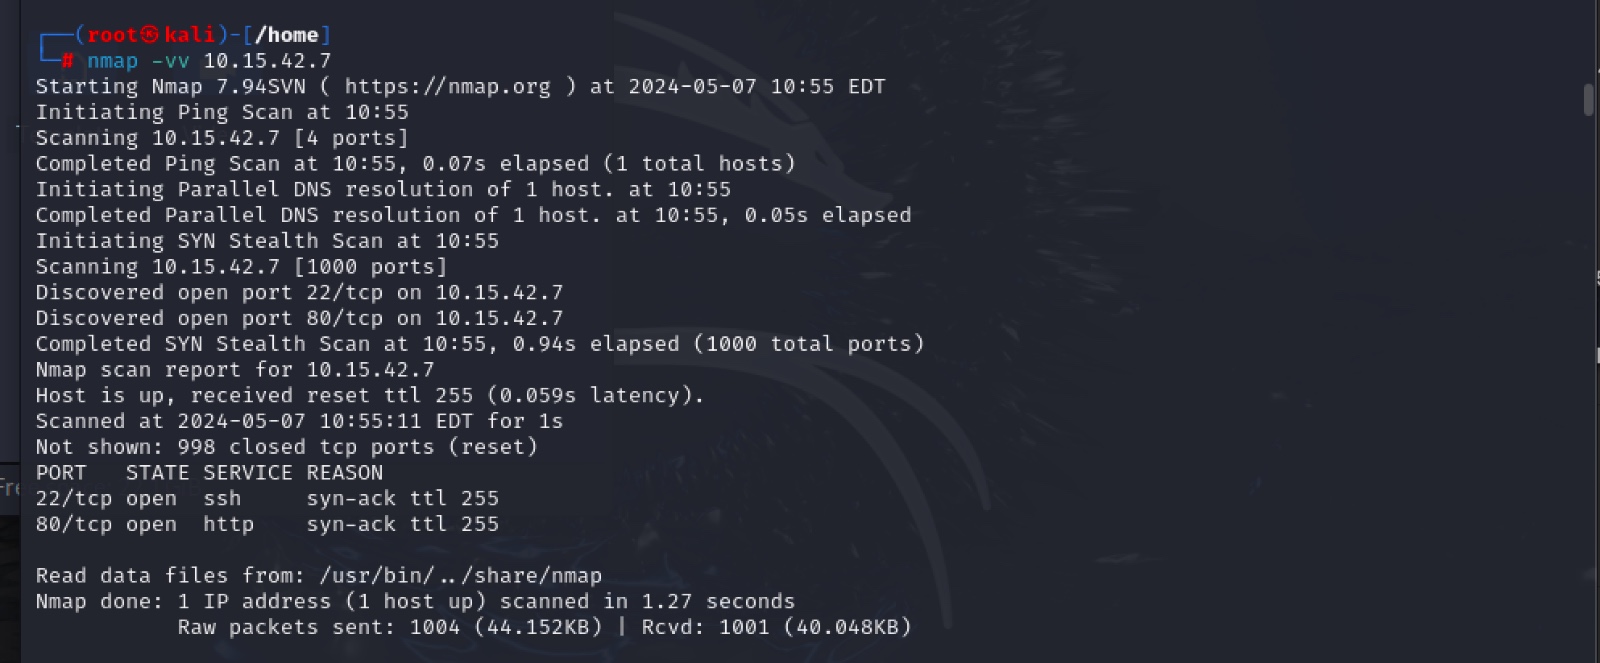 ┌──(root㉿kali)-[/home]
└─# nmap -vv 10.15.42.7
Starting Nmap 7.94SVN ( https://nmap.org ) at 2024-05-07 10:55 EDT
Initiating Ping Scan at 10:55
Scanning 10.15.42.7 [4 ports]
Completed Ping Scan at 10:55, 0.07s elapsed (1 total hosts)
Initiating Parallel DNS resolution of 1 host. at 10:55
Completed Parallel DNS resolution of 1 host. at 10:55, 0.05s elapsed
Initiating SYN Stealth Scan at 10:55
Scanning 10.15.42.7 [1000 ports]
Discovered open port 22/tcp on 10.15.42.7
Discovered open port 80/tcp on 10.15.42.7
Completed SYN Stealth Scan at 10:55, 0.94s elapsed (1000 total ports)
Nmap scan report for 10.15.42.7
Host is up, received reset ttl 255 (0.059s latency).
Scanned at 2024-05-07 10:55:11 EDT for 1s
Not shown: 998 closed tcp ports (reset)
PORT   STATE SERVICE REASON
22/tcp open  ssh     syn-ack ttl 255
80/tcp open  http    syn-ack ttl 255
Read data files from: /usr/bin/../share/nmap
Nmap done: 1 IP address (1 host up) scanned in 1.27 seconds
           Raw packets sent: 1004 (44.152KB) | Rcvd: 1001 (40.048KB)